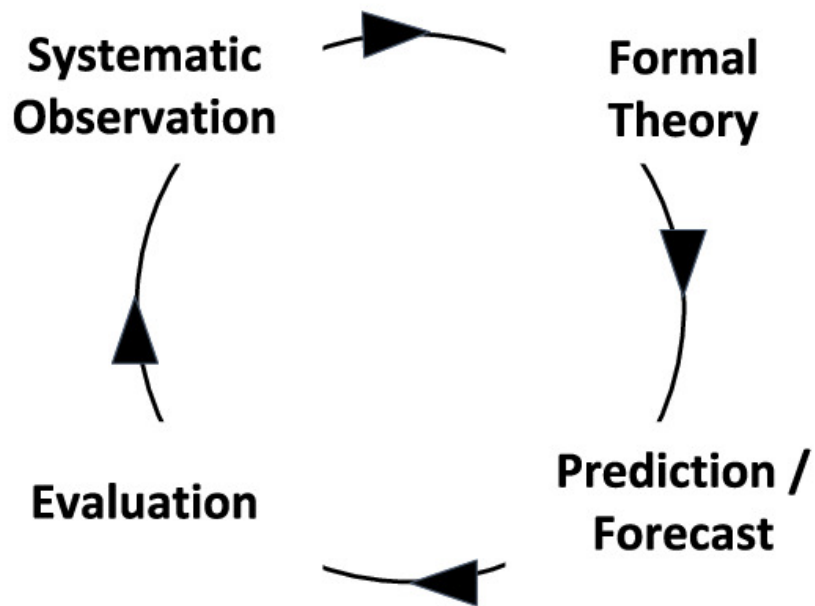 Systematic
Observation
Formal
Theory
Prediction /
Forecast
Evaluation